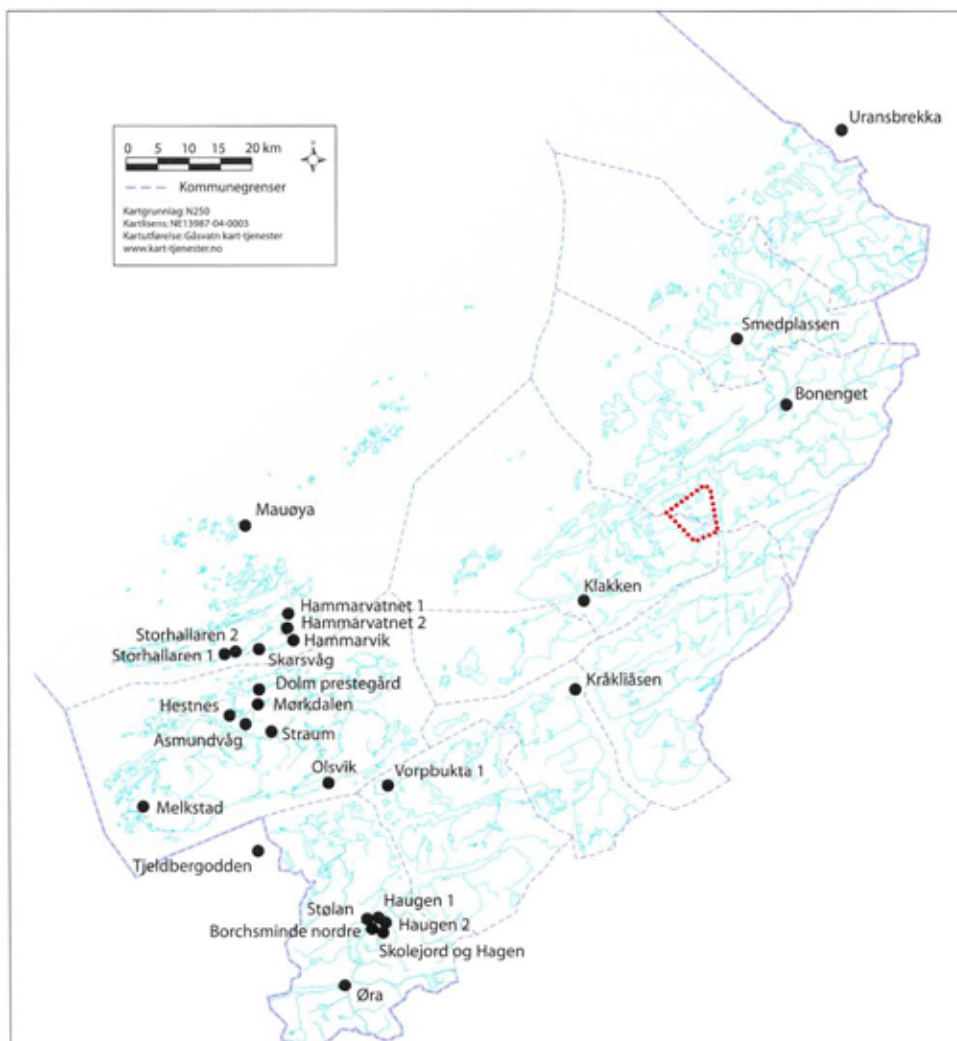 Uransbrekka
0 5 10 15 20 km
Kommunegrenser
Kartgrunnlag: N250
Kartlisens: NE13987-04-0003
Kartutførelse: Gåsvatn kart-tjenester
www.kart-tjenester.no
Smedplassen
Bonenget
Mauøya
Klakken
Hammarvatnet 1
Hammarvatnet 2
Hammarvik
Storhallaren 2
Storhallaren 1
Skarsvåg
Dolm prestegård
Kråkliåsen
Mørkdalen
Hestnes
Asmundvåg
Straum
Olsvik
Vorpbukta 1
Melkstad
Tjeldbergodden
Haugen 1
Stølan
Haugen 2
Borchsminde nordre
Skolejord og Hagen
Øra